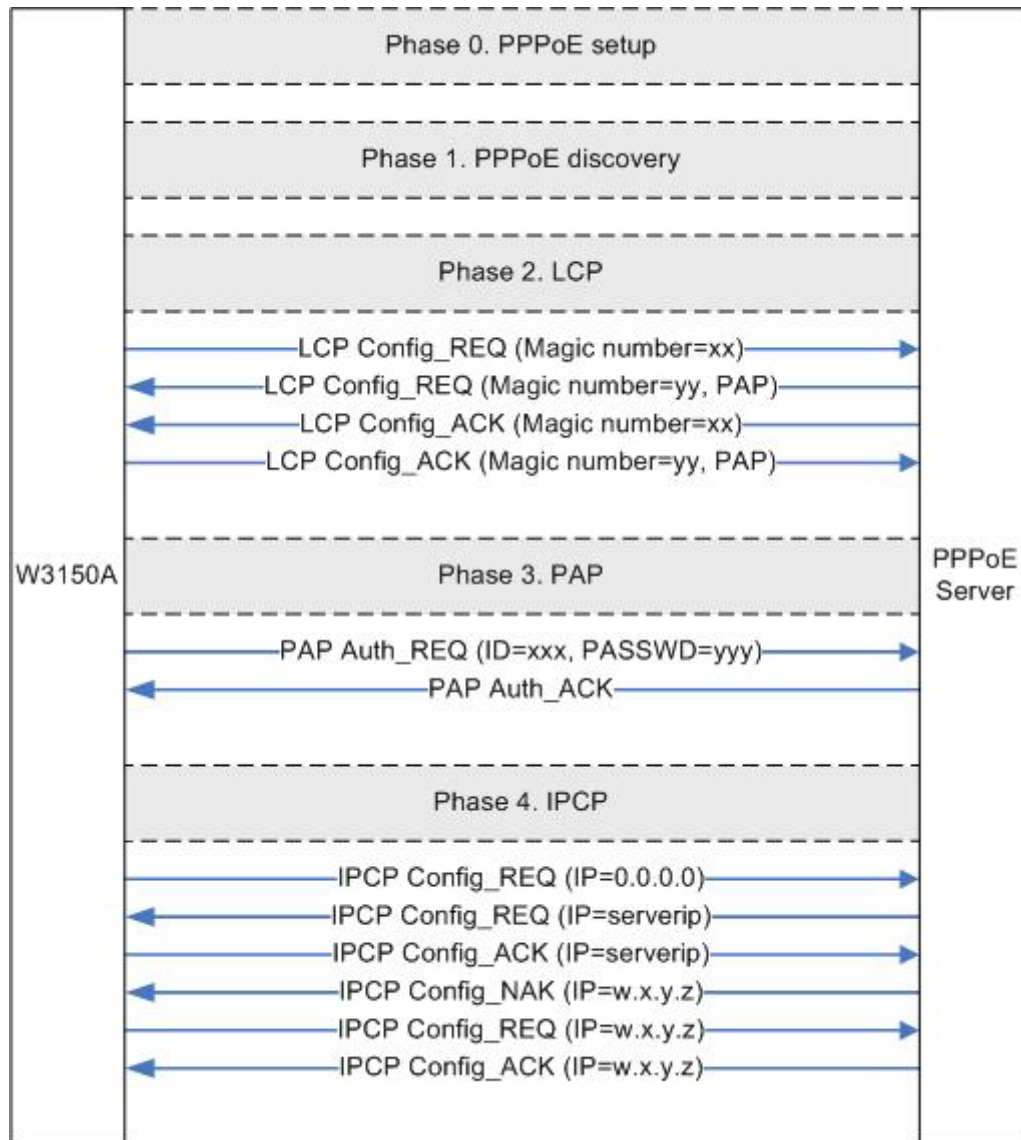 Phase 0. PPPoE setup
Phase 1. PPPoE discovery
Phase 2. LCP
LCP Config_REQ (Magic number=xx)
LCP Config_REQ (Magic number=yy, PAP)
LCP Config_ACK (Magic number=xx)
LCP Config_ACK (Magic number=yy, PAP)
W3150A
Phase 3. PAP
PPPoE
Server
PAP Auth_REQ (ID=xxx, PASSWD=yyy)
PAP Auth_ACK
Phase 4. IPCP
IPCP Config_REQ (IP=0.0.0.0)
IPCP Config_REQ (IP=serverip)
IPCP Config_ACK (IP=serverip)
IPCP Config_NAK (IP=w.x.y.z)
IPCP Config_REQ (IP=w.x.y.z)
IPCP Config_ACK (IP=w.x.y.z)